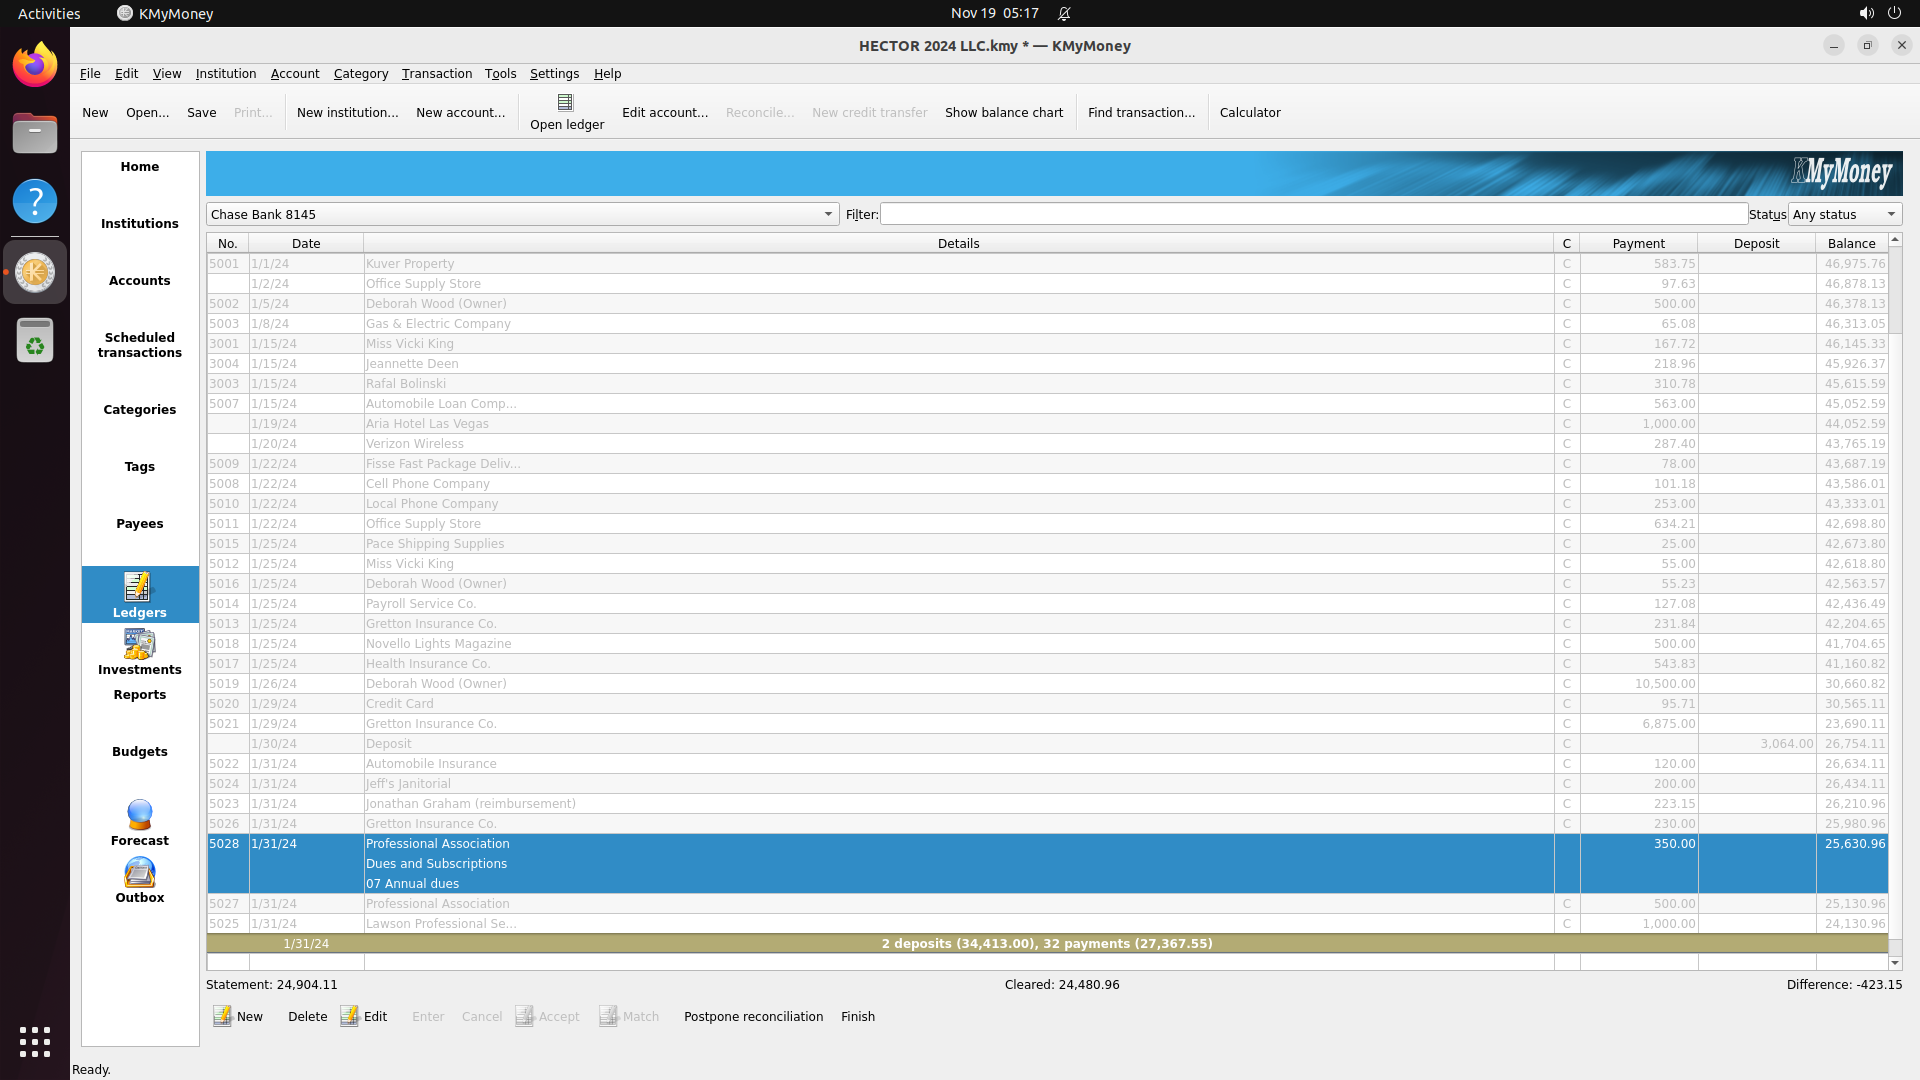 Activities KMyMoney Nov 19 05:17
HECTOR 2024 LLC.kmy * — KMyMoney
File Edit View Institution Account Category Transaction Tools Settings Help
New Open... Save Print... New institution... New account... Open ledger Edit account... Reconcile... New credit transfer Show balance chart Find transaction... Calculator
Home
Institutions
Accounts
Scheduled
transactions
Categories
Tags
Payees
Ledgers
Investments
Reports
Budgets
Forecast
Outbox
KMyMoney
Chase Bank 8145 Filter: Status Any status
No. Date Details C Payment Deposit Balance
5001 1/1/24 Kuver Property C 583.75 46,975.76
1/2/24 Office Supply Store C 97.63 46,878.13
5002 1/5/24 Deborah Wood (Owner) C 500.00 46,378.13
5003 1/8/24 Gas & Electric Company C 65.08 46,313.05
3001 1/15/24 Miss Vicki King C 167.72 46,145.33
3004 1/15/24 Jeannette Deen C 218.96 45,926.37
3003 1/15/24 Rafal Bolinski C 310.78 45,615.59
5007 1/15/24 Automobile Loan Comp... C 563.00 45,052.59
1/19/24 Aria Hotel Las Vegas C 1,000.00 44,052.59
1/20/24 Verizon Wireless C 287.40 43,765.19
5009 1/22/24 Fisse Fast Package Deliv... C 78.00 43,687.19
5008 1/22/24 Cell Phone Company C 101.18 43,586.01
5010 1/22/24 Local Phone Company C 253.00 43,333.01
5011 1/22/24 Office Supply Store C 634.21 42,698.80
5015 1/25/24 Pace Shipping Supplies C 25.00 42,673.80
5012 1/25/24 Miss Vicki King C 55.00 42,618.80
5016 1/25/24 Deborah Wood (Owner) C 55.23 42,563.57
5014 1/25/24 Payroll Service Co. C 127.08 42,436.49
5013 1/25/24 Gretton Insurance Co. C 231.84 42,204.65
5018 1/25/24 Novello Lights Magazine C 500.00 41,704.65
5017 1/25/24 Health Insurance Co. C 543.83 41,160.82
5019 1/26/24 Deborah Wood (Owner) C 10,500.00 30,660.82
5020 1/29/24 Credit Card C 95.71 30,565.11
5021 1/29/24 Gretton Insurance Co. C 6,875.00 23,690.11
1/30/24 Deposit C 3,064.00 26,754.11
5022 1/31/24 Automobile Insurance C 120.00 26,634.11
5024 1/31/24 Jeff's Janitorial C 200.00 26,434.11
5023 1/31/24 Jonathan Graham (reimbursement) C 223.15 26,210.96
5026 1/31/24 Gretton Insurance Co. C 230.00 25,980.96
5028 1/31/24 Professional Association 350.00 25,630.96
Dues and Subscriptions
07 Annual dues
5027 1/31/24 Professional Association C 500.00 25,130.96
5025 1/31/24 Lawson Professional Se... C 1,000.00 24,130.96
1/31/24 2 deposits (34,413.00), 32 payments (27,367.55)
Statement: 24,904.11 Cleared: 24,480.96 Difference: -423.15
New Delete Edit Enter Cancel Accept Match Postpone reconciliation Finish
Ready.